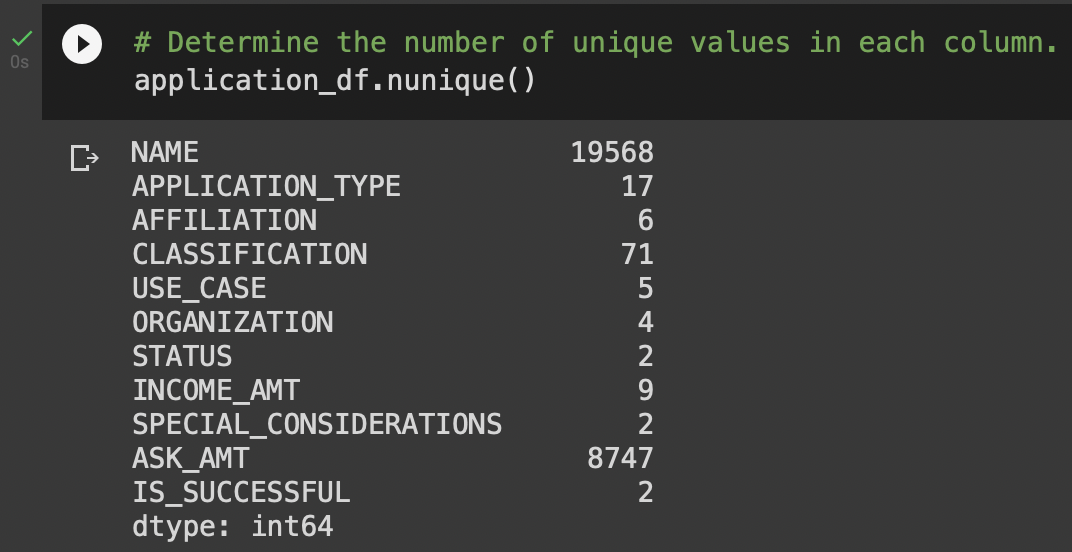 # Determine the number of unique values in each column.
0s
application_df.nunique()
NAME 19568
APPLICATION_TYPE 17
AFFILIATION 6
CLASSIFICATION 71
USE_CASE 5
ORGANIZATION 4
STATUS 2
INCOME_AMT 9
SPECIAL_CONSIDERATIONS 2
ASK_AMT 8747
IS_SUCCESSFUL 2
dtype: int64